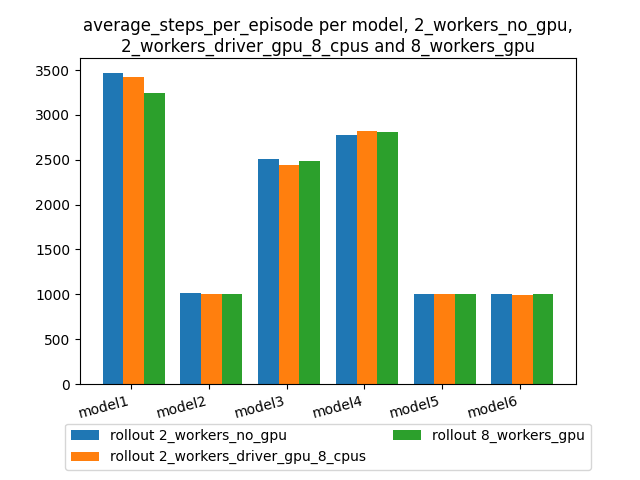 average_steps_per_episode per model, 2_workers_no_gpu,
2_workers_driver_gpu_8_cpus and 8_workers_gpu
3500
3000
2500
2000
1500
1000
500
0
model1 model2 model3 model4 model5 model6
rollout 2_workers_no_gpu
rollout 2_workers_driver_gpu_8_cpus
rollout 8_workers_gpu